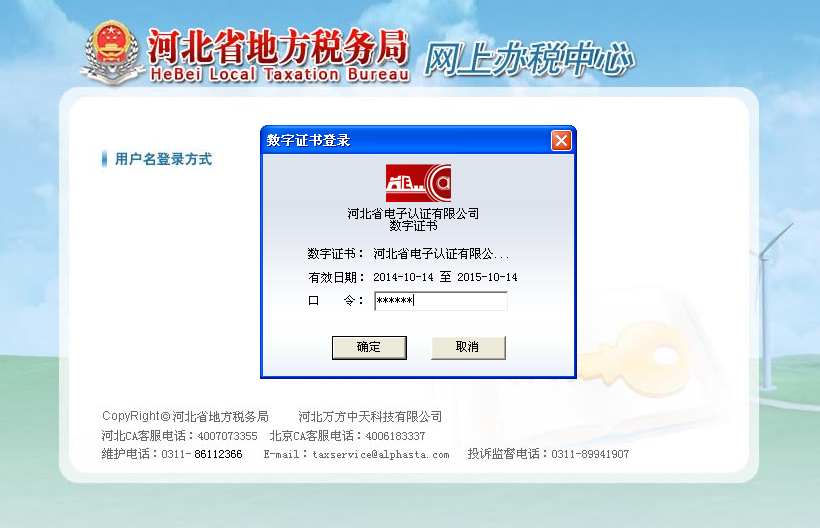 河北省地方税务局
HeBei Local Taxation Bureau
网上办税中心
用户名登录方式
数字证书登录
河北省电子认证有限公司
数字证书
数字证书： 河北省电子认证有限公...
有效日期： 2014-10-14 至 2015-10-14
口 令： ******
确定 取消
CopyRight©河北省地方税务局 河北万方中天科技有限公司
河北CA客服电话：4007073355 北京CA客服电话：4006183337
维护电话：0311-86112366 E-mail：taxservice@alphasta.com 投诉监督电话：0311-89941907